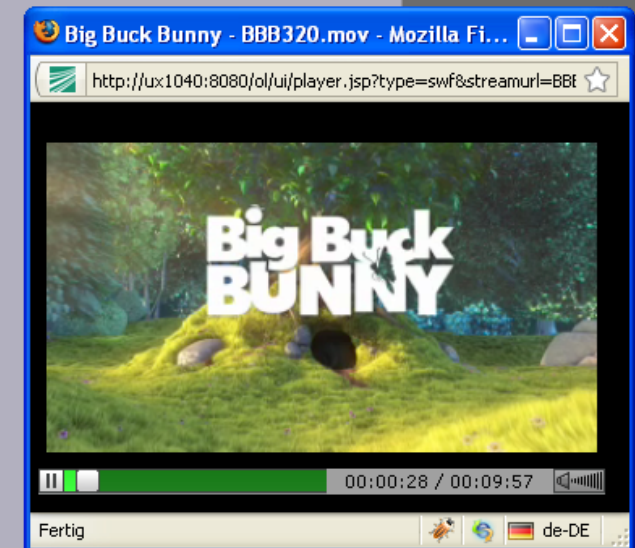 Big Buck Bunny - BBB320.mov - Mozilla Fi...
http://ux1040:8080/ol/ui/player.jsp?type=swf&streamurl=BBB
Big Buck
BUNNY
00:00:28 / 00:09:57
Fertig de-DE